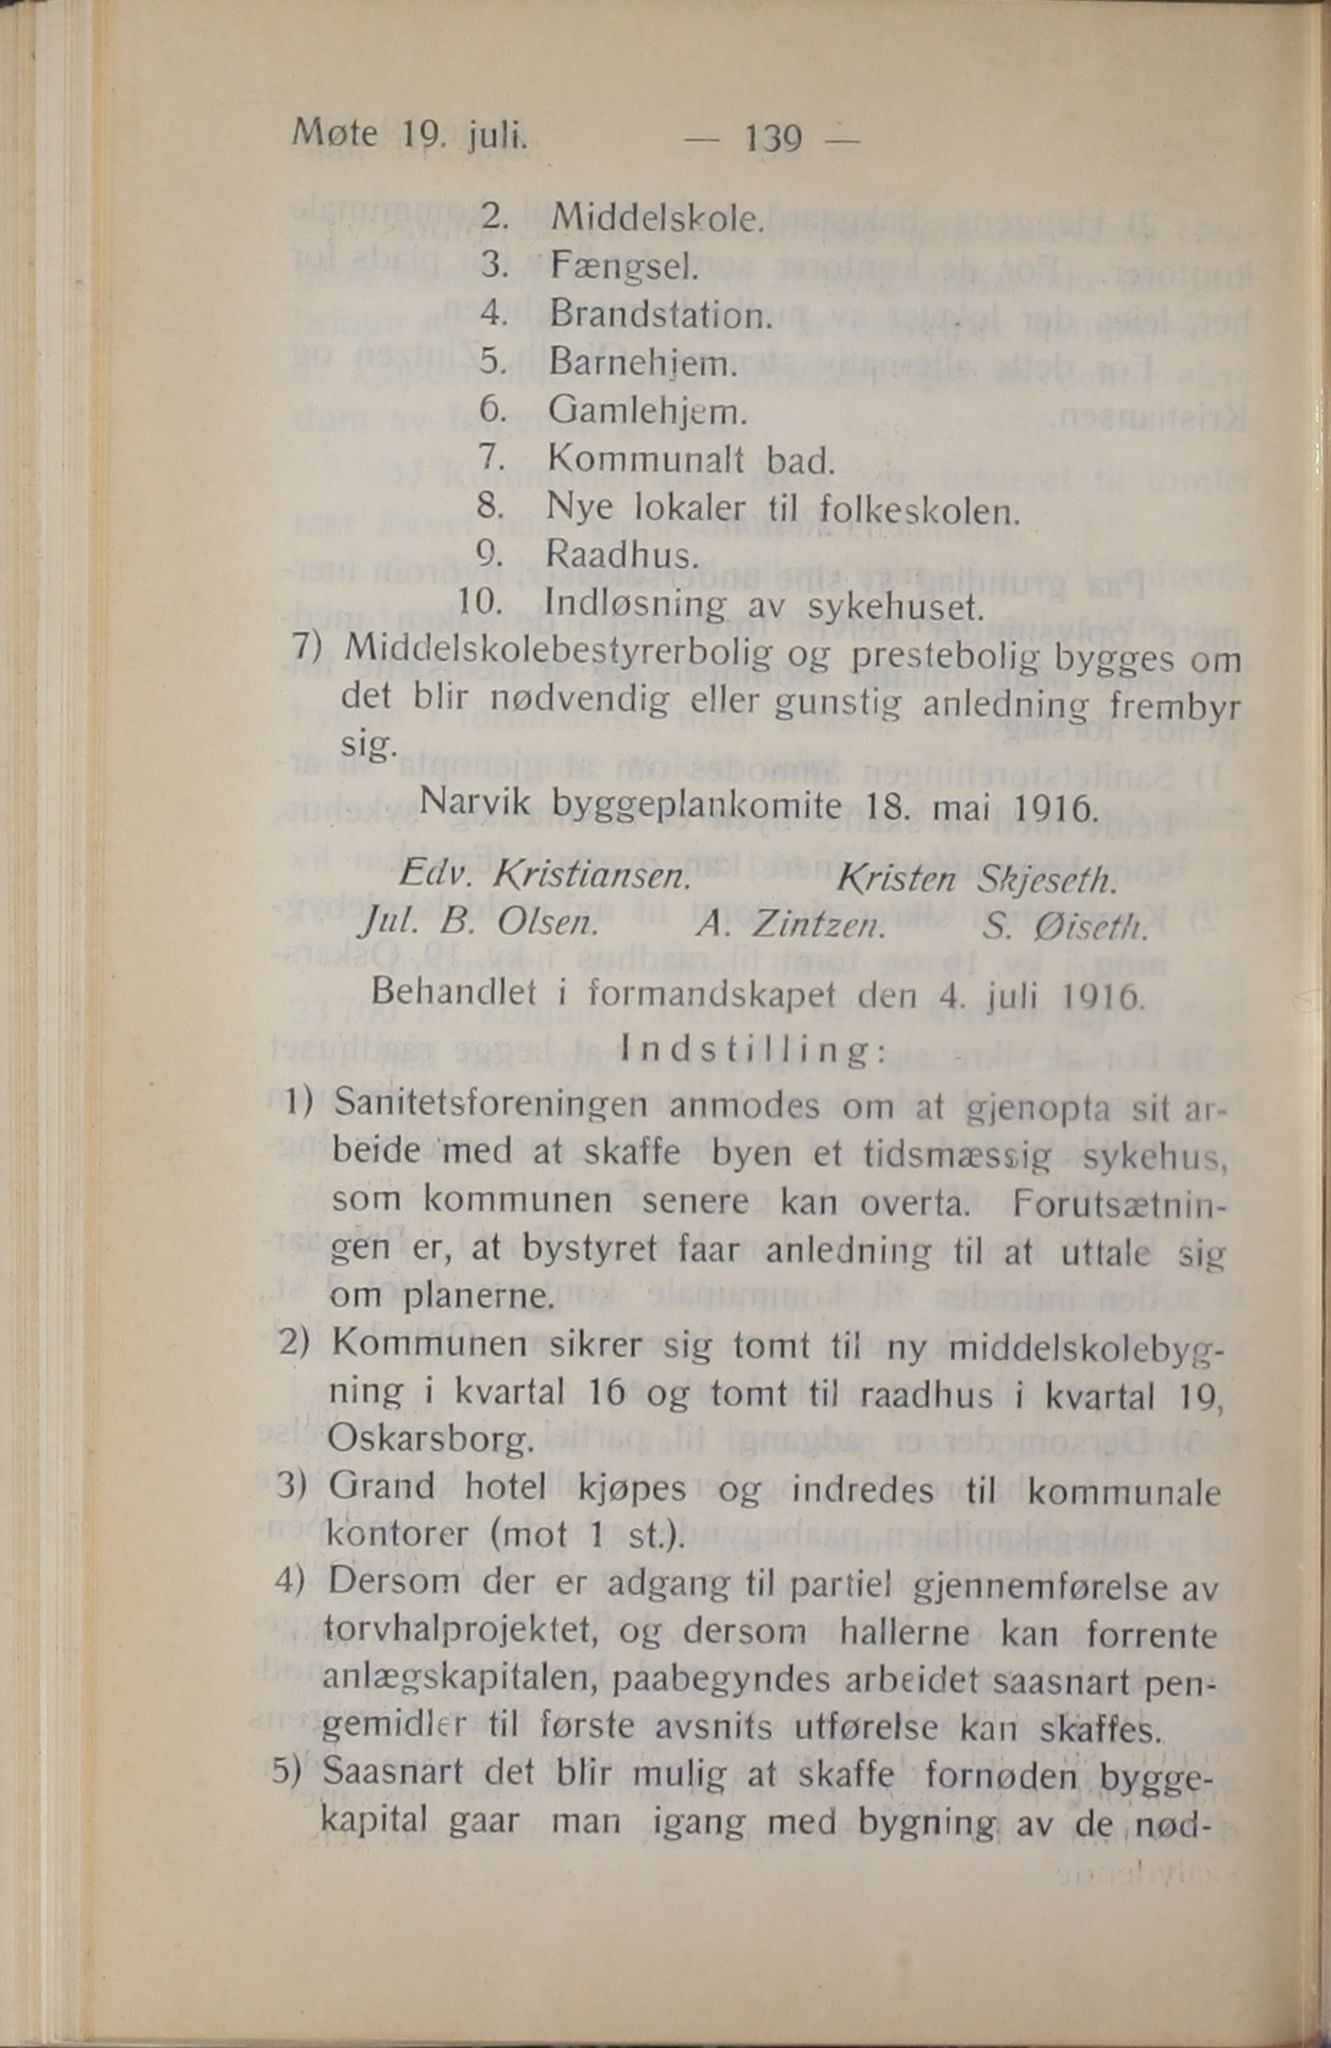 Møte 19. juli. — 139 —
2. Middelskole.
3. Fængsel.
4. Brandstation.
5. Barnehjem.
6. Gamlehjem.
7. Kommunalt bad.
8. Nye lokaler til folkeskolen.
9. Raadhus.
10. Indløsning av sykehuset.
7) Middelskolebestyrerbolig og prestebolig bygges om
det blir nødvendig eller gunstig anledning frembyr
sig.
Narvik byggeplankomite 18. mai 1916.
Edv. Kristiansen. Kristen Skjeseth.
Jul. B. Olsen. A. Zintzen. S. Øiseth.
Behandlet i formandskapet den 4. juli 1916.
Indstilling:
1) Sanitetsforeningen anmodes om at gjenopta sit ar-
beide med at skaffe byen et tidsmæssig sykehus,
som kommunen senere kan overta. Forutsætnin-
gen er, at bystyret faar anledning til at uttale sig
om planerne.
2) Kommunen sikrer sig tomt til ny middelskolebyg-
ning i kvartal 16 og tomt til raadhus i kvartal 19,
Oskarsborg.
3) Grand hotel kjøpes og indredes til kommunale
kontorer (mot 1 st.).
4) Dersom der er adgang til partiel gjennemførelse av
torvhalprojektet, og dersom hallerne kan forrente
anlægskapitalen, paabegyndes arbeidet saasnart pen-
gemidler til første avsnits utførelse kan skaffes.
5) Saasnart det blir mulig at skaffe fornøden bygge-
kapital gaar man igang med bygning av de nød-